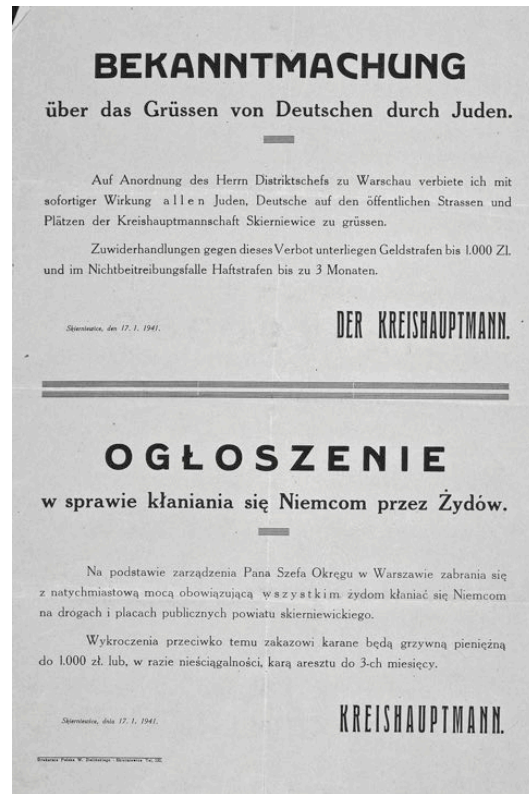 BEKANNTMACHUNG
über das Grüssen von Deutschen durch Juden.
Auf Anordnung des Herrn Distriktschefs zu Warschau verbiete ich mit
sofortiger Wirkung allen Juden, Deutsche auf den öffentlichen Strassen und
Plätzen der Kreishauptmannschaft Skierniewice zu grüssen.
Zuwiderhandlungen gegen dieses Verbot unterliegen Geldstrafen bis 1.000 Zl.
und im Nichtbeitreibungsfalle Haftstrafen bis zu 3 Monaten.
Skierniewice, den 17. 1. 1941.
DER KREISHAUPTMANN.
OGŁOSZENIE
w sprawie kłaniania się Niemcom przez Żydów.
Na podstawie zarządzenia Pana Szefa Okręgu w Warszawie zabrania się
z natychmiastową mocą obowiązującą wszystkim żydom kłaniać się Niemcom
na drogach i placach publicznych powiatu skierniewickiego.
Wykroczenia przeciwko temu zakazowi karane będą grzywną pieniężną
do 1.000 zł. lub, w razie nieściągalności, karą aresztu do 3-ch miesięcy.
Skierniewice, dnia 17. 1. 1941.
KREISHAUPTMANN.